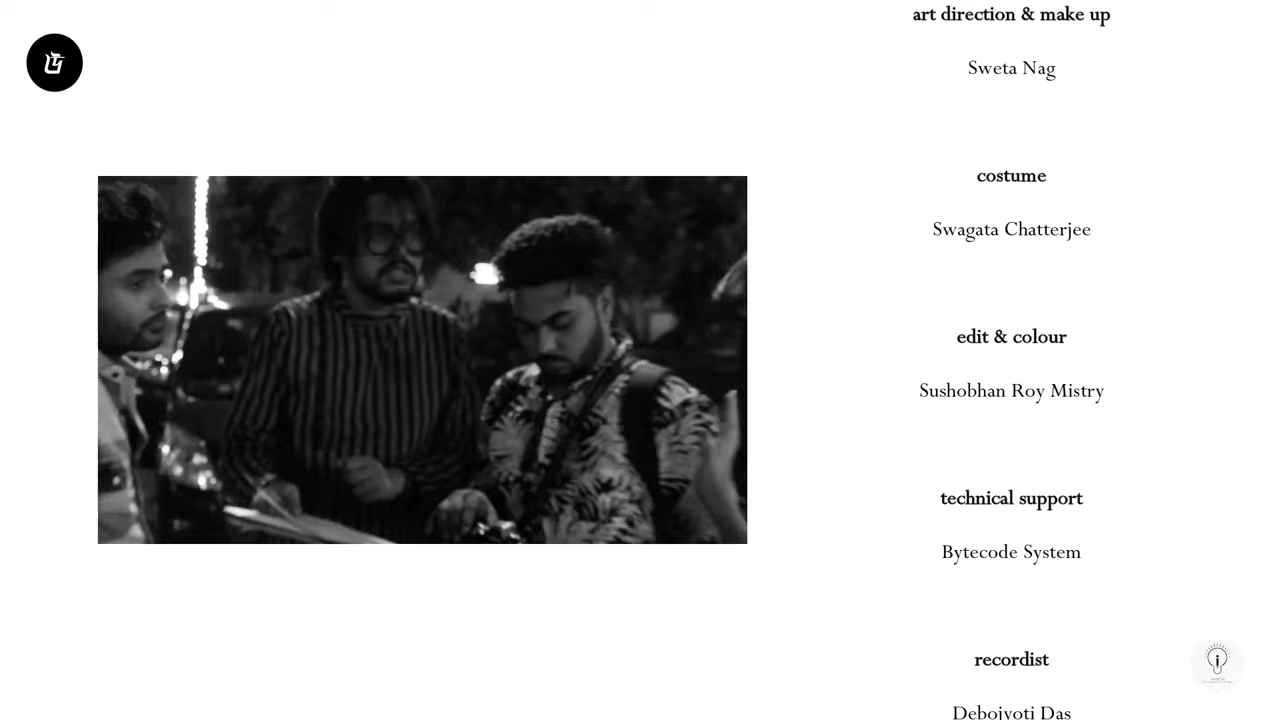 art direction & make up
Sweta Nag
costume
Swagata Chatterjee
edit & colour
Sushobhan Roy Mistry
technical support
Bytecode System
recordist
Debojyoti Das